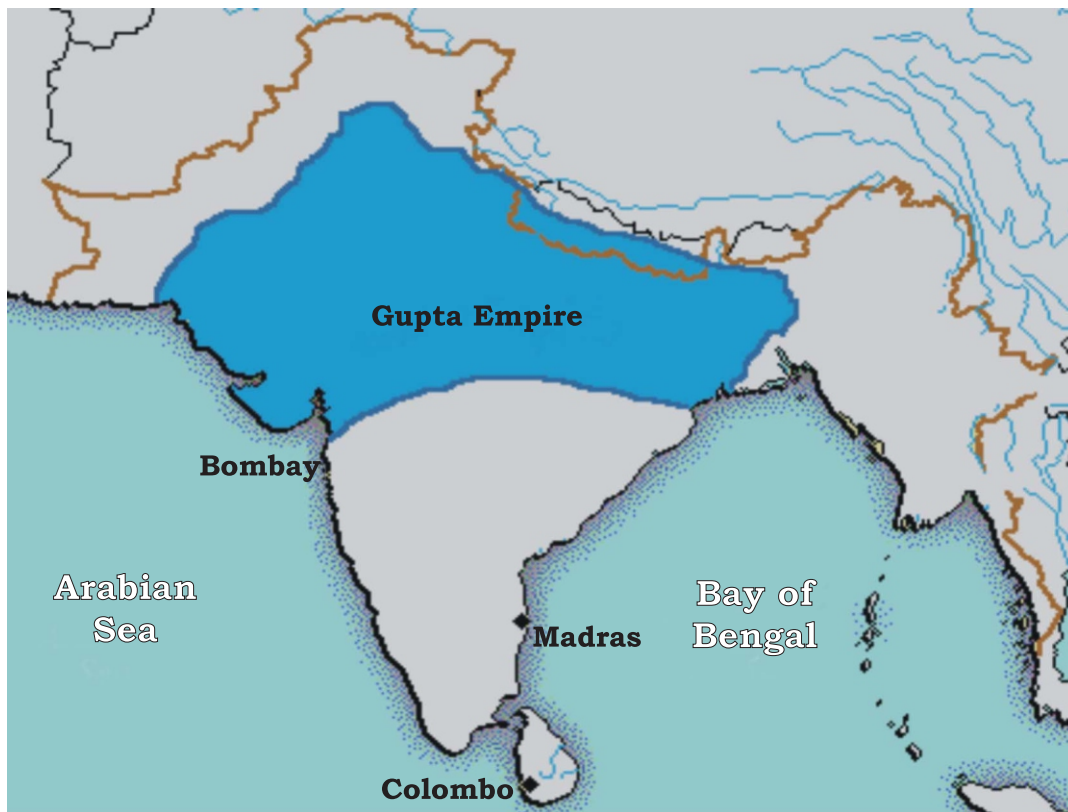 Gupta Empire
Bombay
Arabian
Sea
Bay of
Bengal
Madras
Colombo